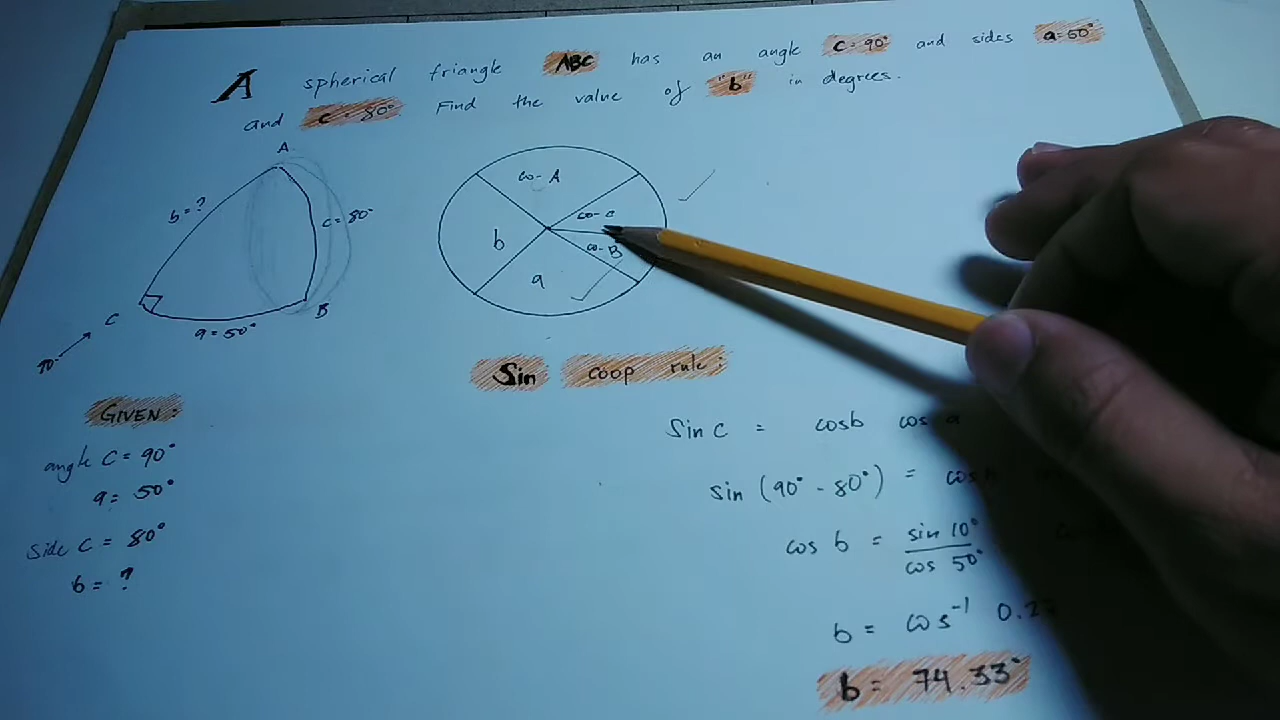 A spherical triangle ABC has an angle C = 90° and sides a = 50°
and c = 80° Find the value of "b" in degrees.
A
b = ?
c = 80°
C
B
a = 50°
90°
co-A
co-c
b
co-B
a
Sin coop rule:
GIVEN:
angle C = 90°
a = 50°
Side C = 80°
b = ?
Sin c = cosb cos a
sin (90° - 80°) = cos
cos b = sin 10° / cos 50°
b = cos⁻¹ 0.2
b = 74.33°